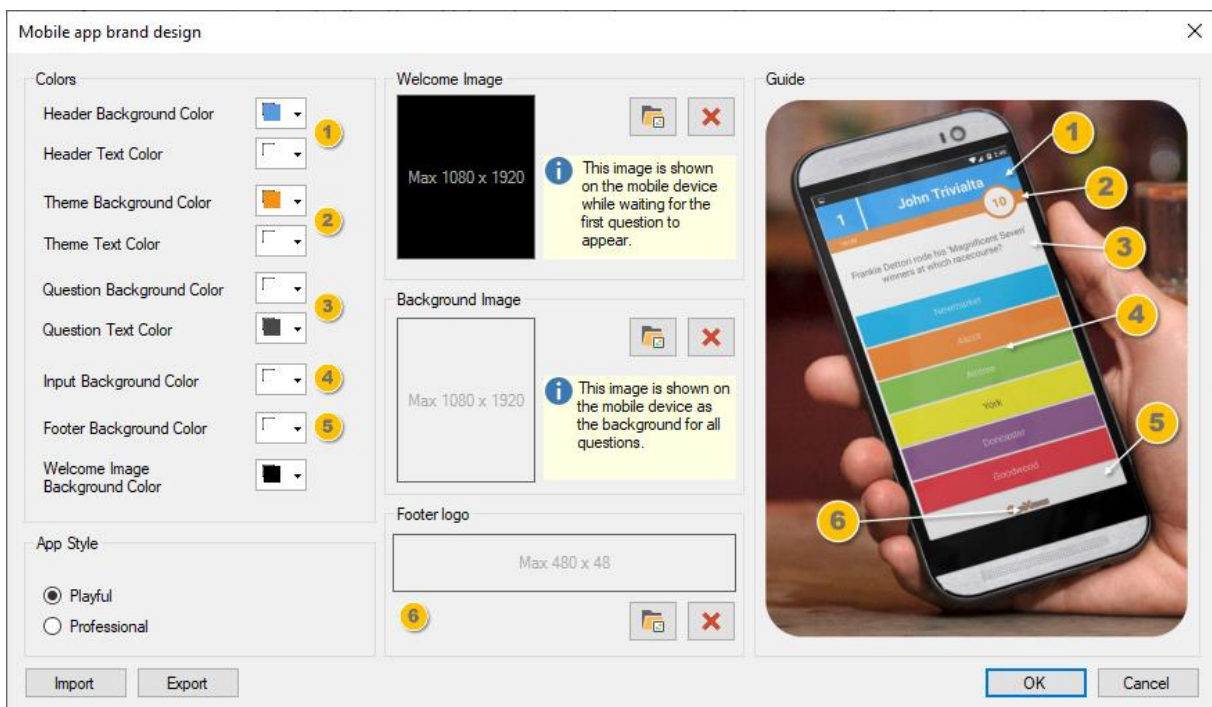 Mobile app brand design
Colors
Header Background Color
1
Header Text Color
Theme Background Color
2
Theme Text Color
Question Background Color
3
Question Text Color
Input Background Color
4
Footer Background Color
5
Welcome Image
Background Color
App Style
Playful
Professional
Import
Export
Welcome Image
Max 1080 x 1920
This image is shown
on the mobile device
while waiting for the
first question to
appear.
Background Image
Max 1080 x 1920
This image is shown on
the mobile device as
the background for all
questions.
Footer logo
Max 480 x 48
6
Guide
1
2
3
4
5
6
1
John Trivialta
10
Frankie Dettori rode his 'Magnificent Seven'
winners at which racecourse?
Newmarket
Ascot
Aintree
York
Doncaster
Goodwood
OK
Cancel